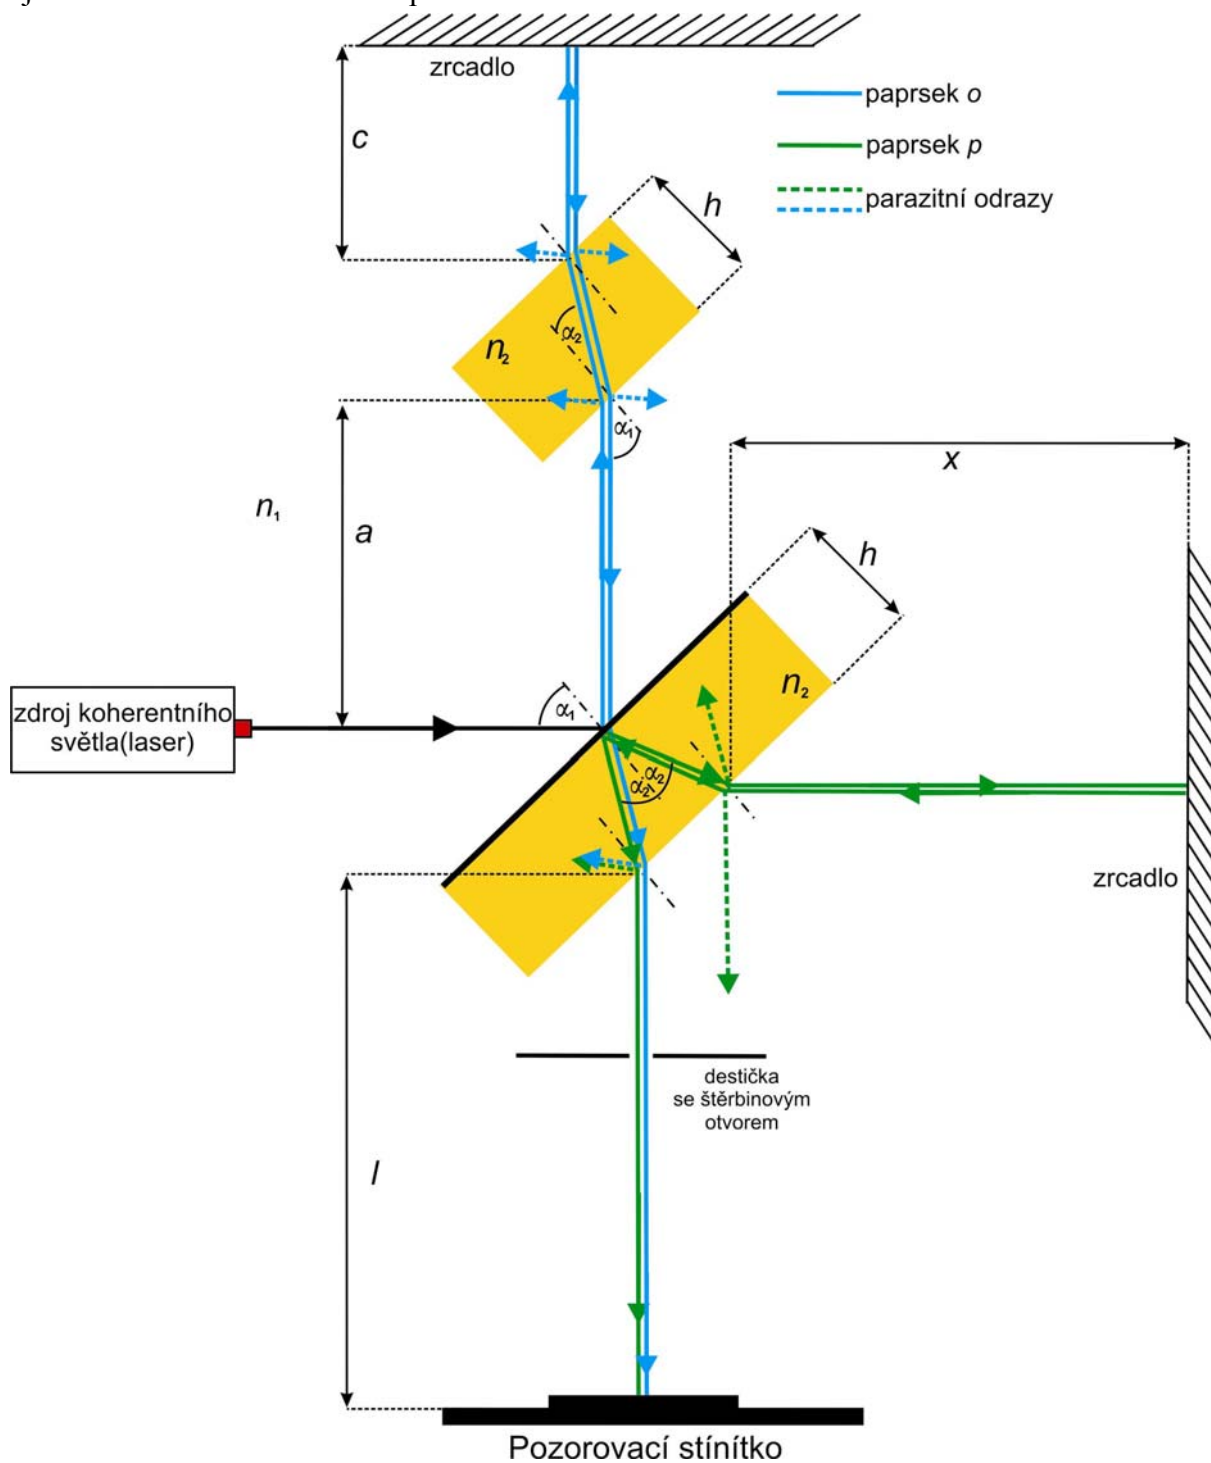 zrcadlo
paprsek o
c
paprsek p
h
parazitní odrazy
α₂
n₂
α₁
x
n₁
a
h
n₂
zdroj koherentního
světla(laser)
α₁
α₂
α₂
zrcadlo
destička
se štěrbinovým
otvorem
l
Pozorovací stínítko